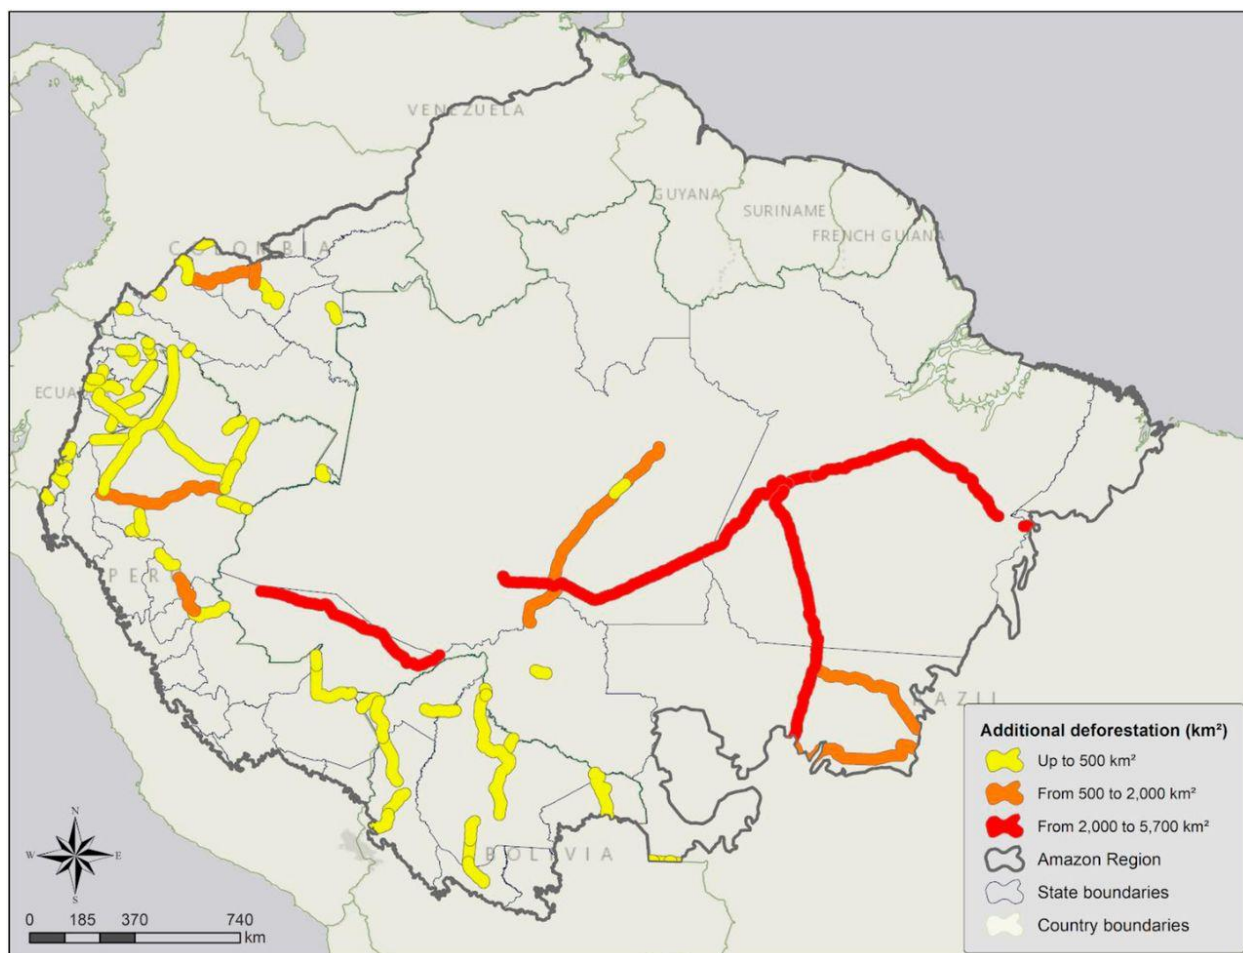 VENEZUELA
GUYANA
SURINAME
FRENCH GUIANA
COLOMBIA
ECUA
PER
BRAZIL
BOLIVIA
Additional deforestation (km²)
Up to 500 km²
From 500 to 2,000 km²
From 2,000 to 5,700 km²
Amazon Region
State boundaries
Country boundaries
N
W E
S
0 185 370 740
km